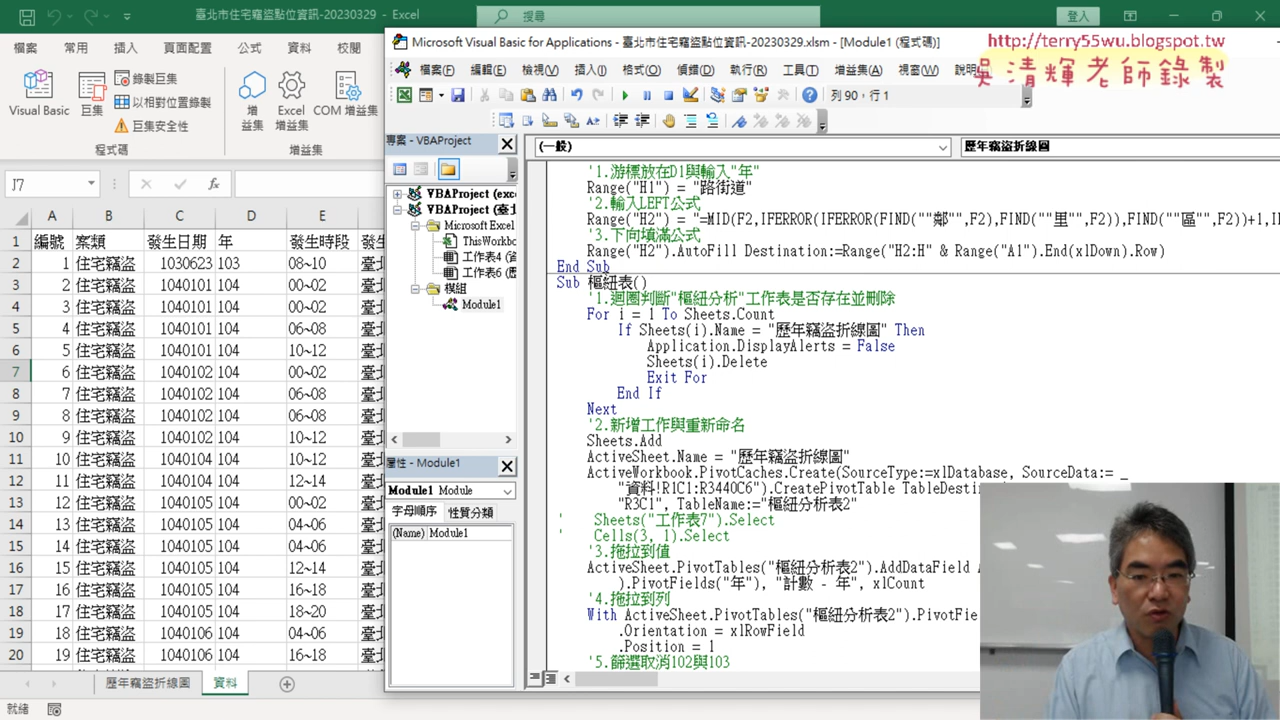 臺北市住宅竊盜點位資訊-20230329 - Excel
搜尋
登入
檔案 常用 插入 頁面配置 公式 資料 校閱
Visual Basic
巨集
錄製巨集
以相對位置錄製
巨集安全性
程式碼
增益集
Excel 增益集
COM 增益集
增益集
J7
fx
A B C D E
1 編號 案類 發生日期 年 發生時段
2 1 住宅竊盜 1030623 103 08~10
3 2 住宅竊盜 1040101 104 00~02
4 3 住宅竊盜 1040101 104 00~02
5 4 住宅竊盜 1040101 104 06~08
6 5 住宅竊盜 1040101 104 10~12
7 6 住宅竊盜 1040102 104 00~02
8 7 住宅竊盜 1040102 104 06~08
9 8 住宅竊盜 1040102 104 06~08
10 9 住宅竊盜 1040102 104 10~12
11 10 住宅竊盜 1040104 104 10~12
12 11 住宅竊盜 1040104 104 12~14
13 12 住宅竊盜 1040105 104 00~02
14 13 住宅竊盜 1040105 104 04~06
15 14 住宅竊盜 1040105 104 12~14
16 15 住宅竊盜 1040105 104 06~08
17 16 住宅竊盜 1040105 104 16~18
18 17 住宅竊盜 1040105 104 18~20
19 18 住宅竊盜 1040106 104 04~06
20 19 住宅竊盜 1040106 104 16~18
歷年竊盜折線圖 資料
就緒
Microsoft Visual Basic for Applications - 臺北市住宅竊盜點位資訊-20230329.xlsm - [Module1 (程式碼)]
http://terry55wu.blogspot.tw
吳清輝老師錄製
檔案(F) 編輯(E) 檢視(V) 插入(I) 格式(O) 偵錯(D) 執行(R) 工具(T) 增益集(A) 視窗(W) 說明
列 90，行 1
專案 - VBAProject
VBAProject (exc
VBAProject (臺北
Microsoft Excel
ThisWorkbo
工作表4 (資
工作表6 (歷
模組
Module1
屬性 - Module1
Module1 Module
字母順序 性質分類
(Name) Module1
(一般) 歷年竊盜折線圖
'1.游標放在D1與輸入"年"
Range("H1") = "路街道"
'2.輸入LEFT公式
Range("H2") = "=MID(F2,IFERROR(IFERROR(FIND(""鄰"",F2),FIND(""里"",F2)),FIND(""區"",F2))+1,I
'3.下向填滿公式
Range("H2").AutoFill Destination:=Range("H2:H" & Range("A1").End(xlDown).Row)
End Sub
Sub 樞紐表()
'1.迴圈判斷"樞紐分析"工作表是否存在並刪除
For i = 1 To Sheets.Count
If Sheets(i).Name = "歷年竊盜折線圖" Then
Application.DisplayAlerts = False
Sheets(i).Delete
Exit For
End If
Next
'2.新增工作與重新命名
Sheets.Add
ActiveSheet.Name = "歷年竊盜折線圖"
ActiveWorkbook.PivotCaches.Create(SourceType:=xlDatabase, SourceData:= _
"資料!R1C1:R3440C6").CreatePivotTable TableDesti
"R3C1", TableName:="樞紐分析表2"
' Sheets("工作表7").Select
' Cells(3, 1).Select
'3.拖拉到值
ActiveSheet.PivotTables("樞紐分析表2").AddDataField
).PivotFields("年"), "計數 - 年", xlCount
'4.拖拉到列
With ActiveSheet.PivotTables("樞紐分析表2").PivotFie
.Orientation = xlRowField
.Position = 1
'5.篩選取消102與103